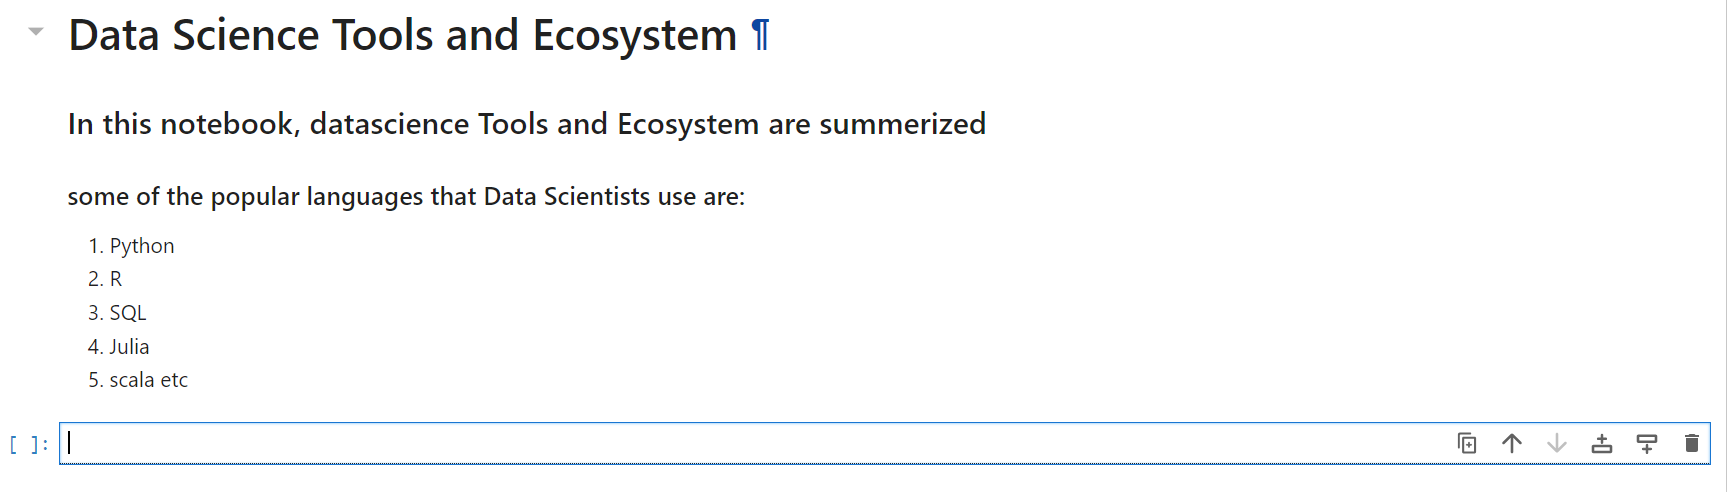 Data Science Tools and Ecosystem ¶
In this notebook, datascience Tools and Ecosystem are summerized
some of the popular languages that Data Scientists use are:
1. Python
2. R
3. SQL
4. Julia
5. scala etc
[ ]: